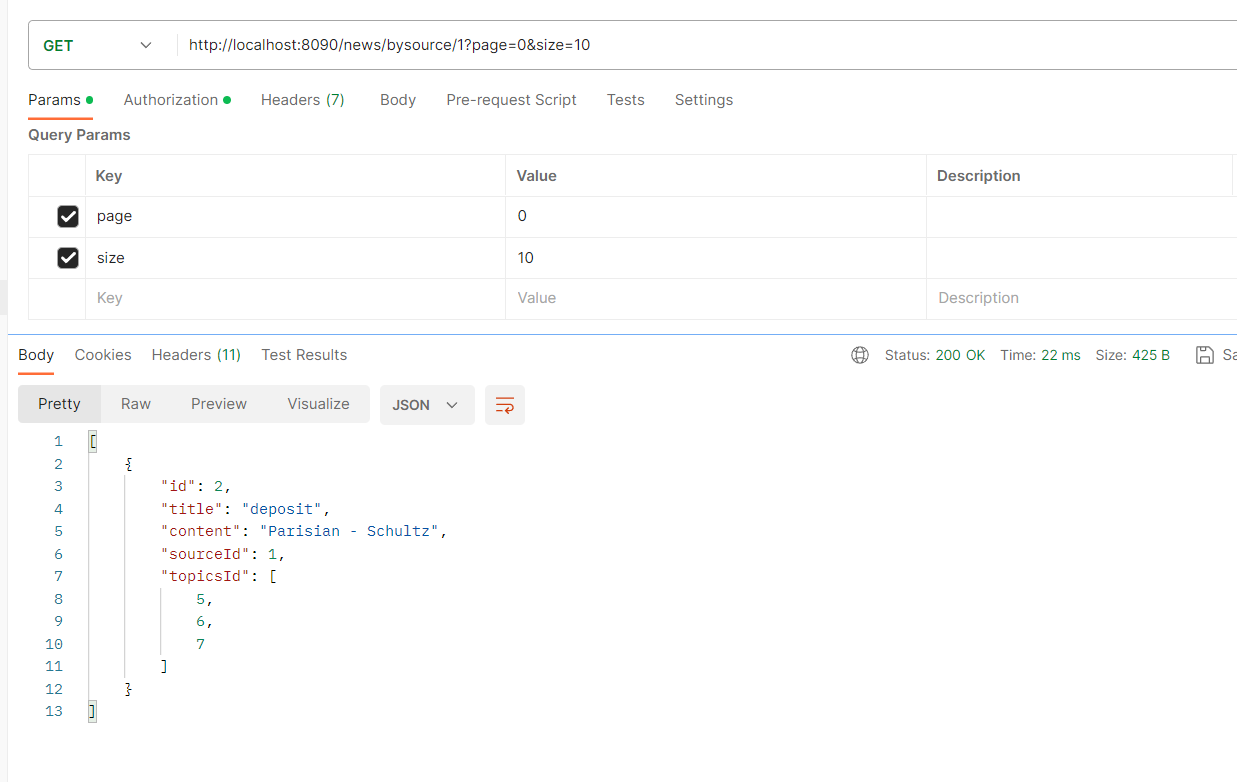 GET http://localhost:8090/news/bysource/1?page=0&size=10
Params Authorization Headers (7) Body Pre-request Script Tests Settings
Query Params
Key Value Description
page 0
size 10
Key Value Description
Body Cookies Headers (11) Test Results Status: 200 OK Time: 22 ms Size: 425 B Sa
Pretty Raw Preview Visualize JSON
1 [
2 {
3 "id": 2,
4 "title": "deposit",
5 "content": "Parisian - Schultz",
6 "sourceId": 1,
7 "topicsId": [
8 5,
9 6,
10 7
11 ]
12 }
13 ]